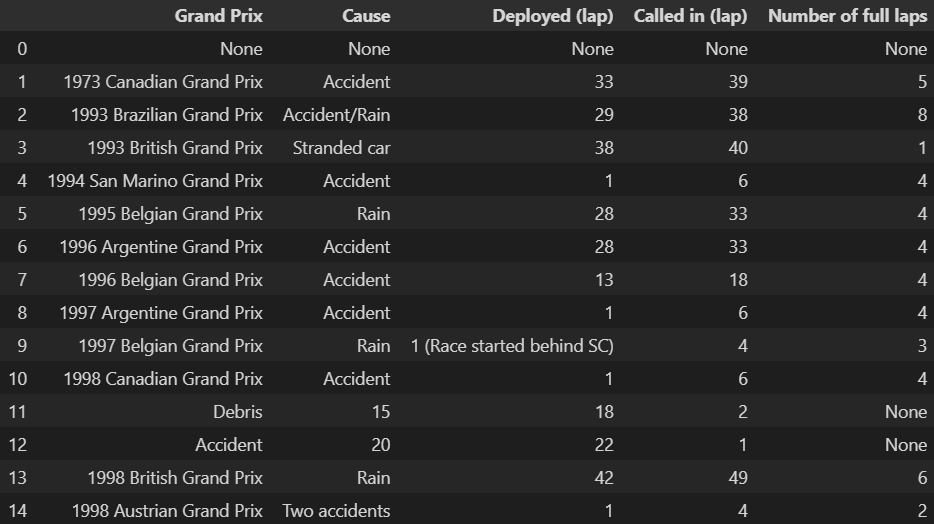 Grand Prix Cause Deployed (lap) Called in (lap) Number of full laps
0 None None None None None
1 1973 Canadian Grand Prix Accident 33 39 5
2 1993 Brazilian Grand Prix Accident/Rain 29 38 8
3 1993 British Grand Prix Stranded car 38 40 1
4 1994 San Marino Grand Prix Accident 1 6 4
5 1995 Belgian Grand Prix Rain 28 33 4
6 1996 Argentine Grand Prix Accident 28 33 4
7 1996 Belgian Grand Prix Accident 13 18 4
8 1997 Argentine Grand Prix Accident 1 6 4
9 1997 Belgian Grand Prix Rain 1 (Race started behind SC) 4 3
10 1998 Canadian Grand Prix Accident 1 6 4
11 Debris 15 18 2 None
12 Accident 20 22 1 None
13 1998 British Grand Prix Rain 42 49 6
14 1998 Austrian Grand Prix Two accidents 1 4 2